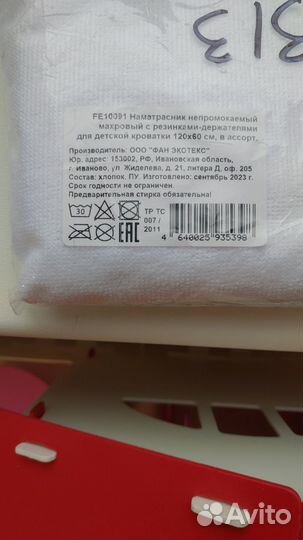 313
FE10091 Наматрасник непромокаемый
махровый с резинками-держателями
для детской кроватки 120x60 см, в ассорт.
Производитель: ООО "ФАН ЭКОТЕКС"
Юр. адрес: 153002, РФ, Ивановская область,
г. Иваново, ул. Жиделева, д. 21, литера Д, оф. 205
Состав: хлопок, ПУ. Изготовлено: сентябрь 2023 г.
Срок годности не ограничен.
Предварительная стирка обязательна!
30
ТР ТС
007 /
2011
EAC
4 640025 935398
Avito